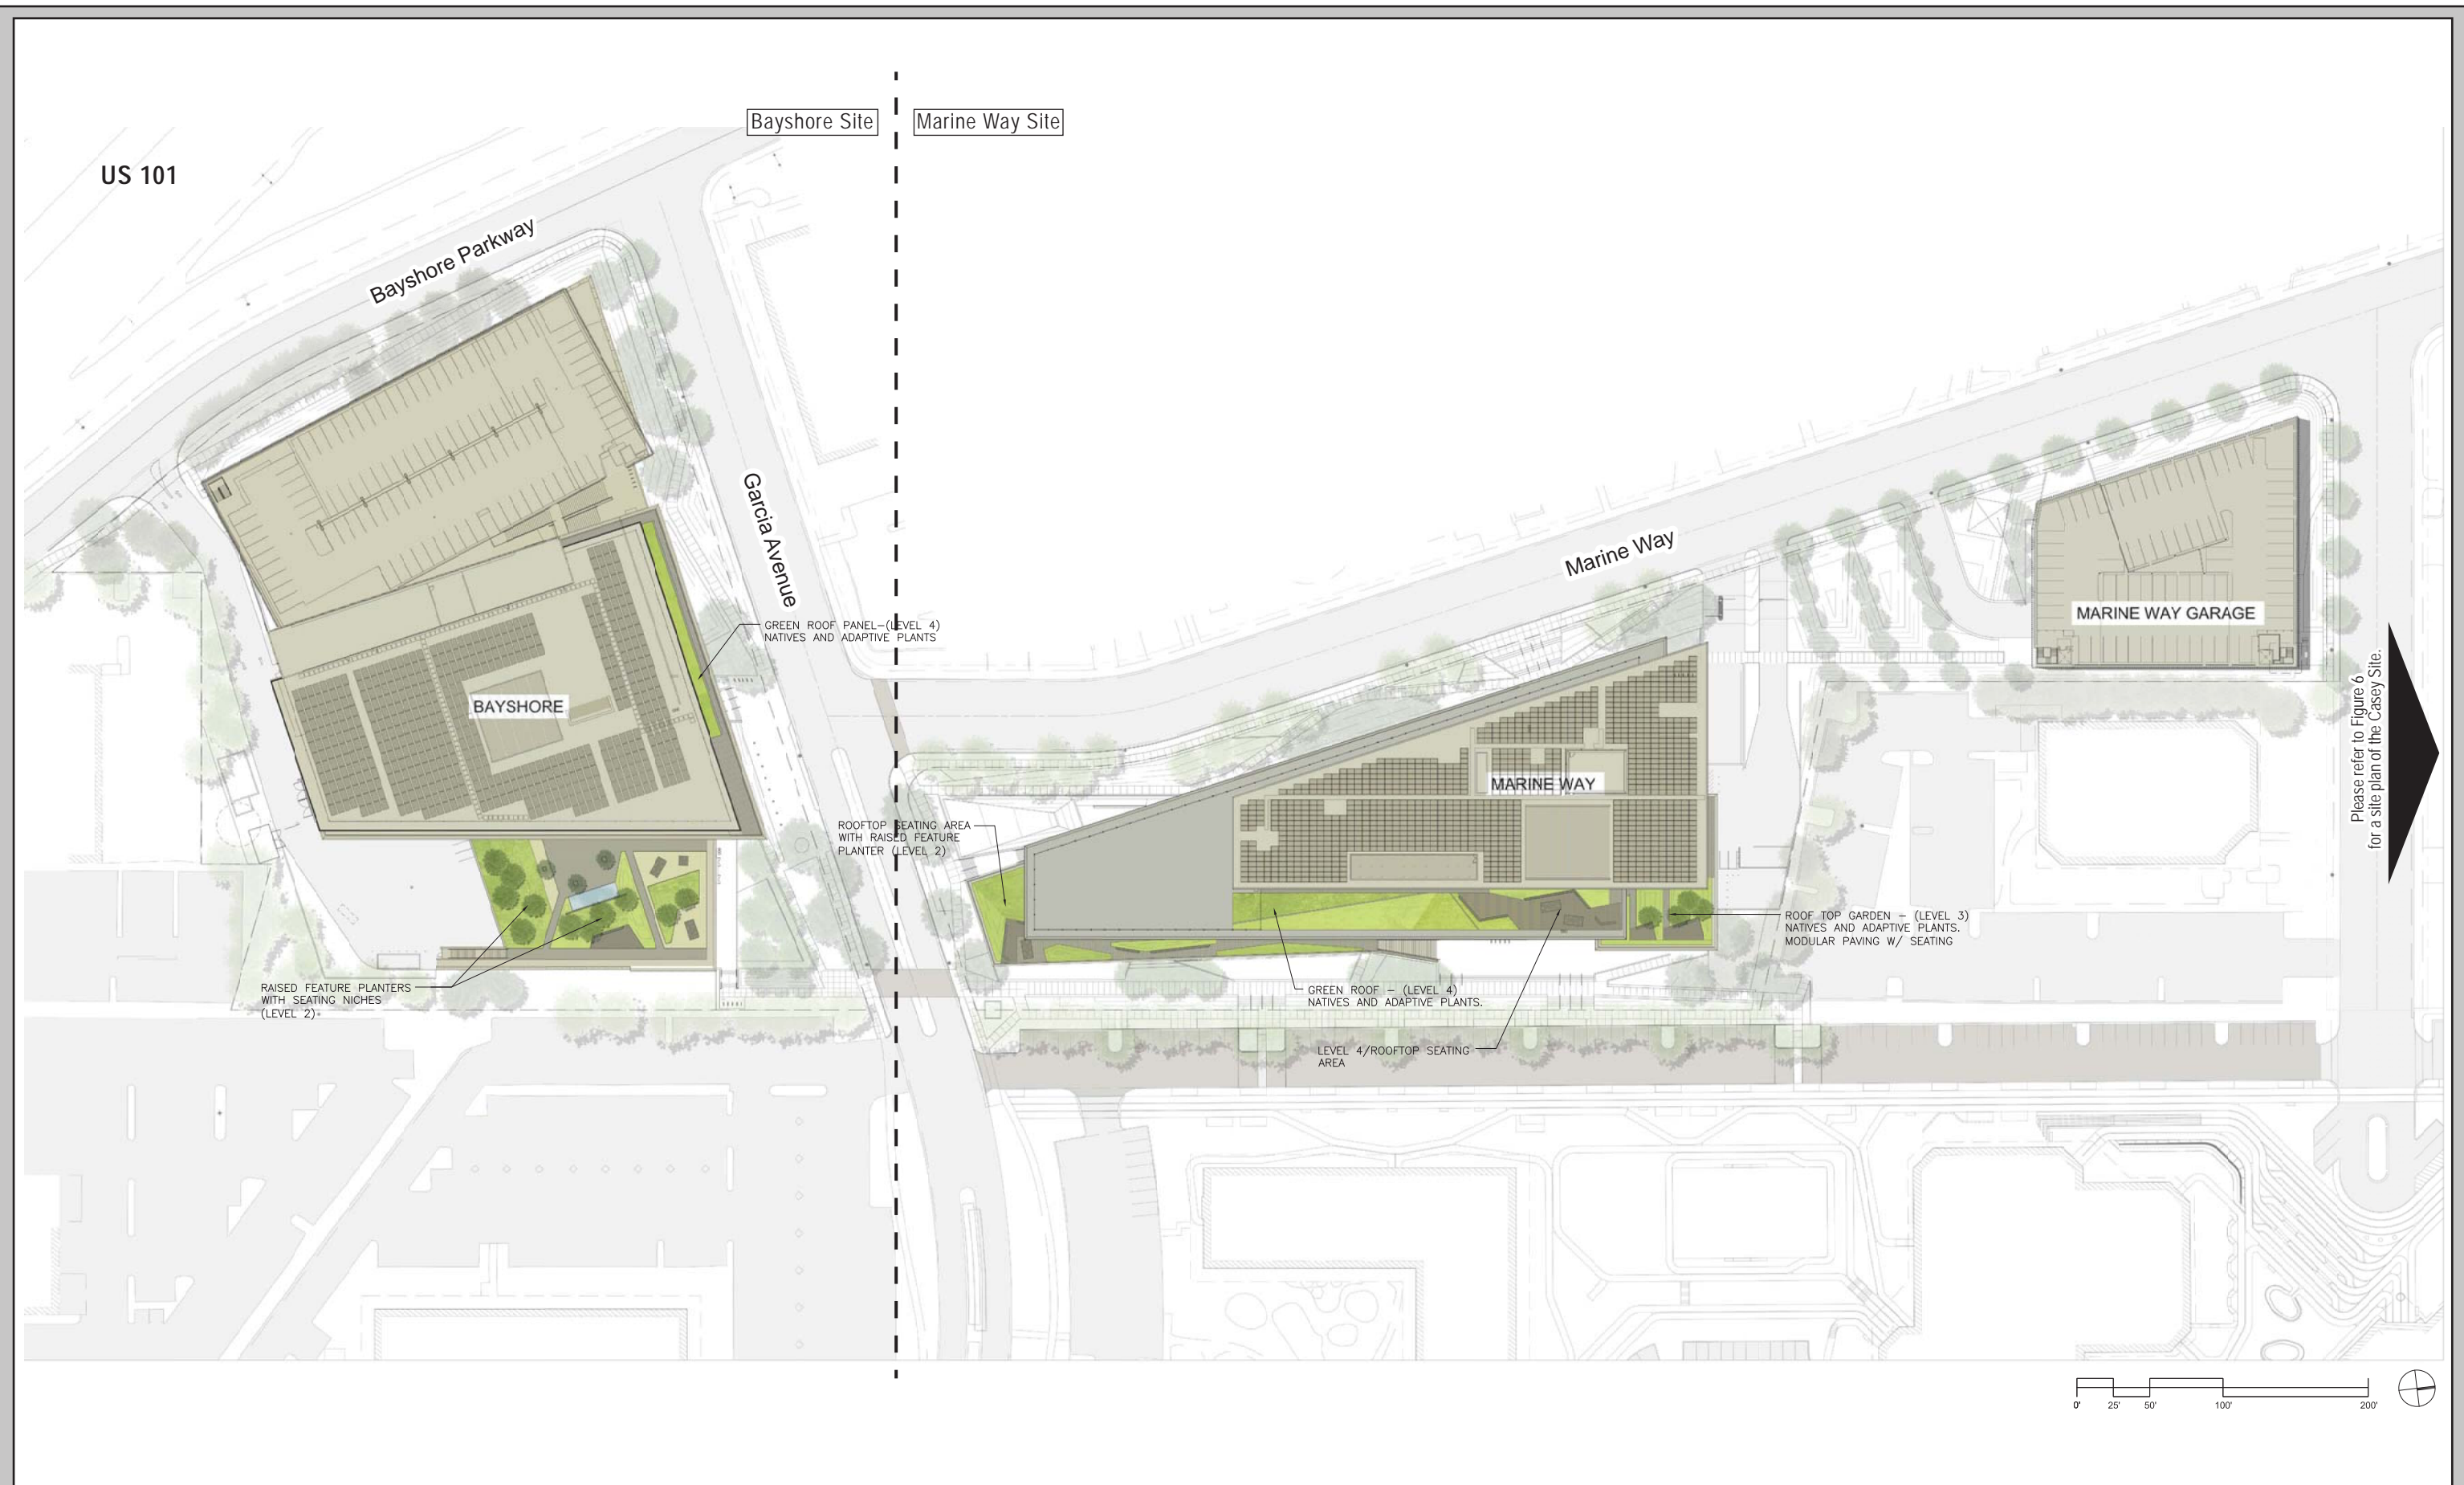 Bayshore Site
Marine Way Site
US 101
Bayshore Parkway
Garcia Avenue
Marine Way
GREEN ROOF PANEL-(LEVEL 4)
NATIVES AND ADAPTIVE PLANTS
MARINE WAY GARAGE
BAYSHORE
MARINE WAY
Please refer to Figure 6
for a site plan of the Casey Site.
ROOFTOP SEATING AREA
WITH RAISED FEATURE
PLANTER (LEVEL 2)
ROOF TOP GARDEN - (LEVEL 3)
NATIVES AND ADAPTIVE PLANTS.
MODULAR PAVING W/ SEATING
RAISED FEATURE PLANTERS
WITH SEATING NICHES
(LEVEL 2)
GREEN ROOF - (LEVEL 4)
NATIVES AND ADAPTIVE PLANTS.
LEVEL 4/ROOFTOP SEATING
AREA
0' 25' 50' 100' 200'